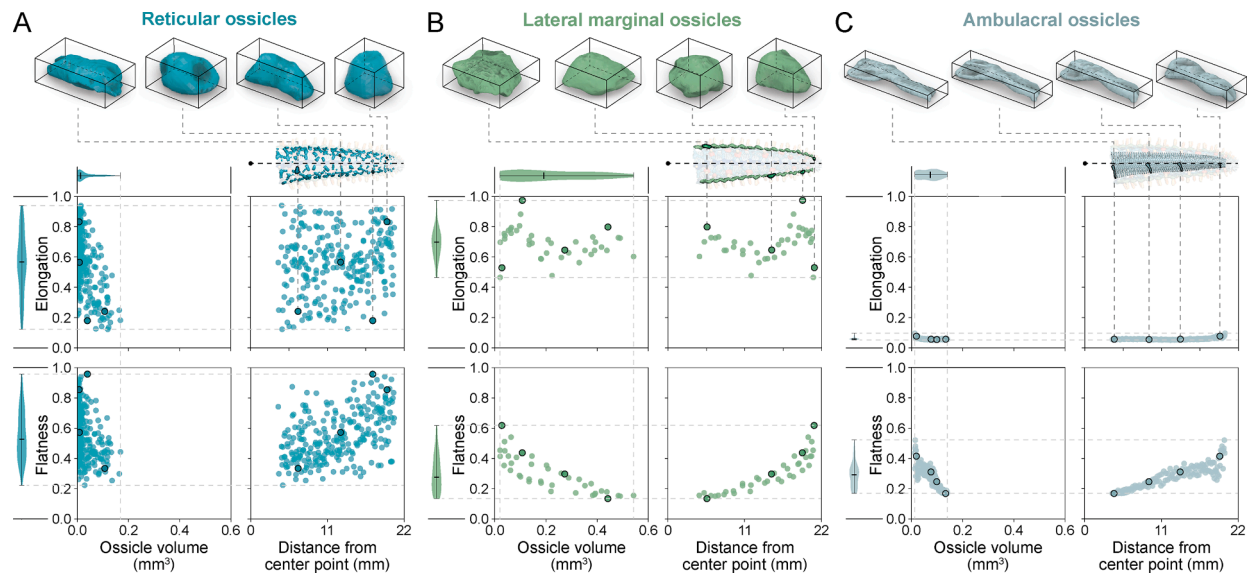 A
Reticular ossicles
B
Lateral marginal ossicles
C
Ambulacral ossicles
1.0
0.8
0.6
0.4
0.2
0.0
Elongation
1.0
0.8
0.6
0.4
0.2
0.0
Elongation
1.0
0.8
0.6
0.4
0.2
0.0
Elongation
1.0
0.8
0.6
0.4
0.2
0.0
Flatness
0.0 0.2 0.4 0.6
0 11 22
Ossicle volume
(mm³)
Distance from
center point (mm)
1.0
0.8
0.6
0.4
0.2
0.0
Flatness
0.0 0.2 0.4 0.6
0 11 22
Ossicle volume
(mm³)
Distance from
center point (mm)
1.0
0.8
0.6
0.4
0.2
0.0
Flatness
0.0 0.2 0.4 0.6
0 11 22
Ossicle volume
(mm³)
Distance from
center point (mm)